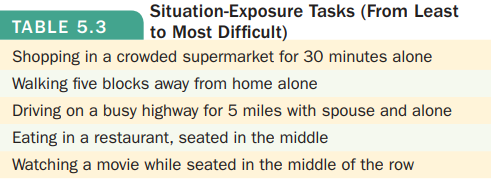 TABLE 5.3
Situation-Exposure Tasks (From Least
to Most Difficult)
Shopping in a crowded supermarket for 30 minutes alone
Walking five blocks away from home alone
Driving on a busy highway for 5 miles with spouse and alone
Eating in a restaurant, seated in the middle
Watching a movie while seated in the middle of the row